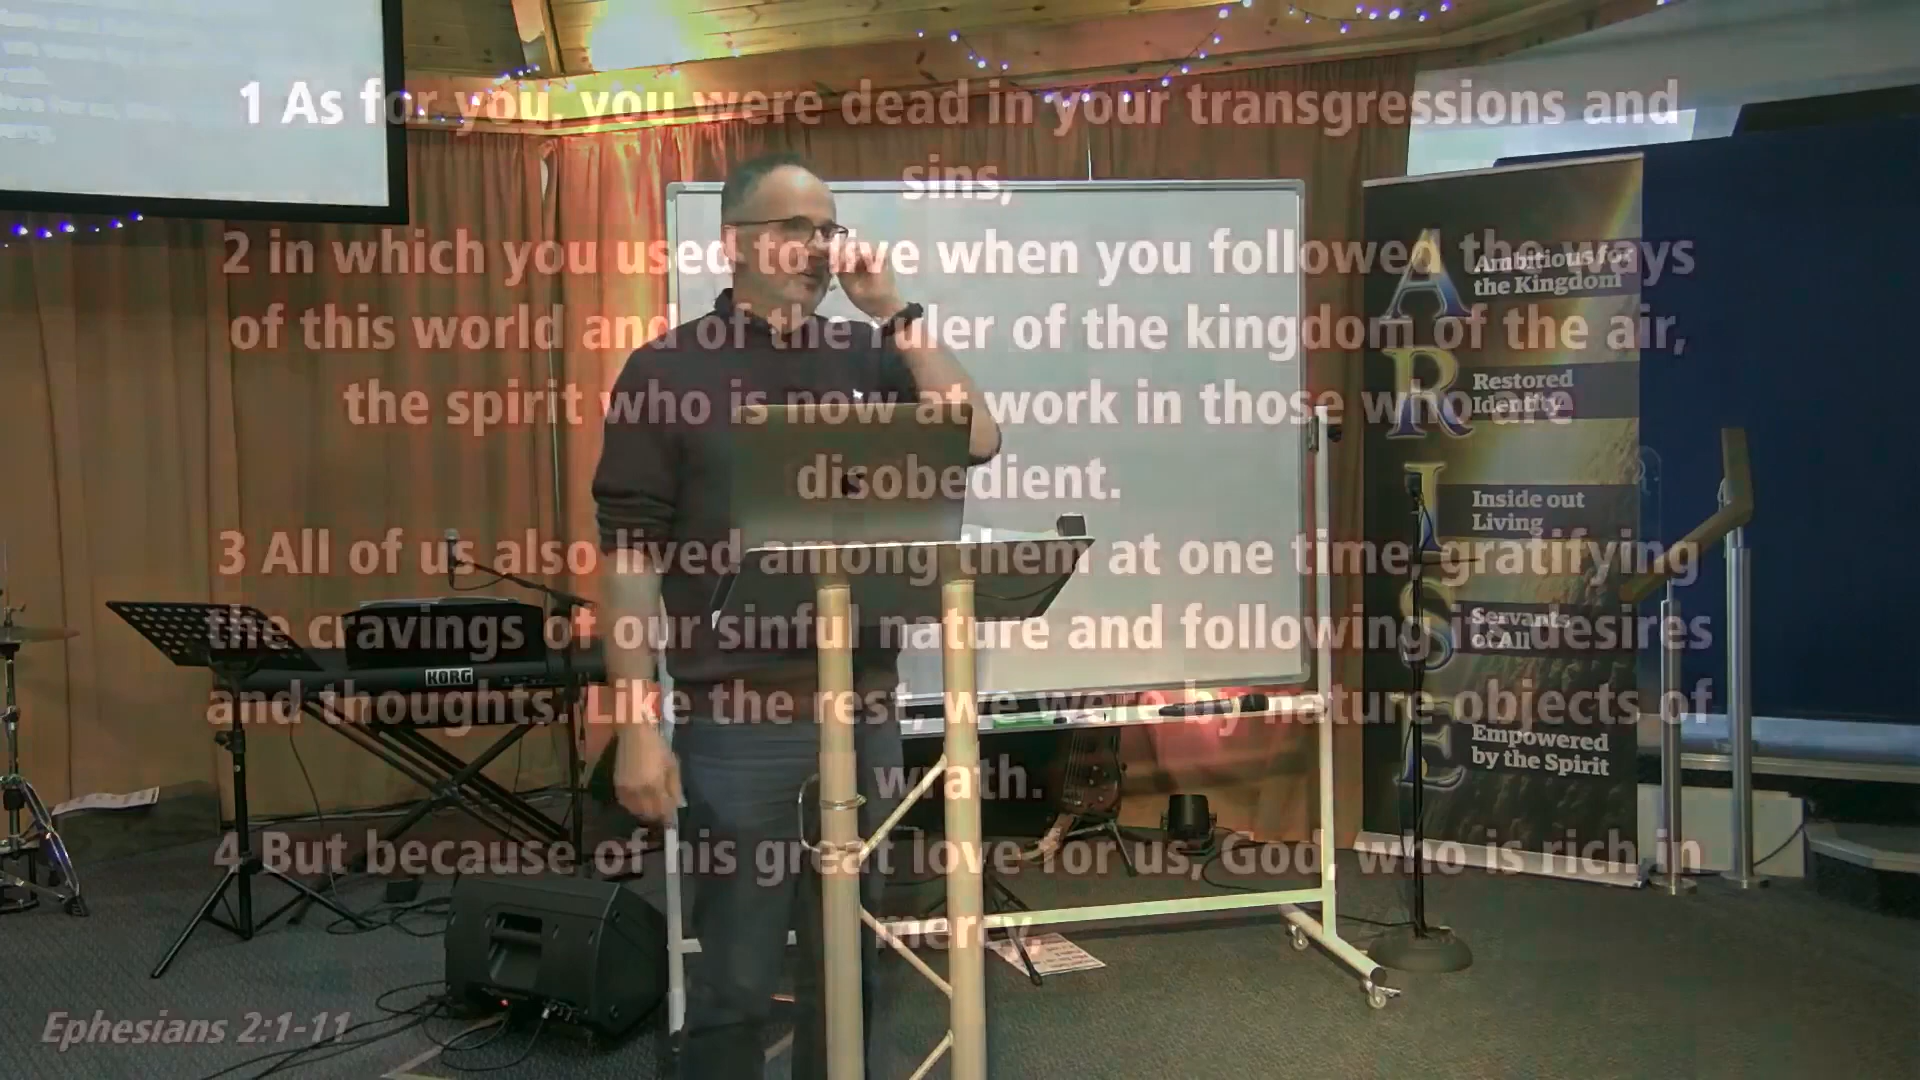 1 As for you, you were dead in your transgressions and
sins,
2 in which you used to live when you followed the ways
of this world and of the ruler of the kingdom of the air,
the spirit who is now at work in those who are
disobedient.
3 All of us also lived among them at one time, gratifying
the cravings of our sinful nature and following its desires
and thoughts. Like the rest, we were by nature objects of
wrath.
4 But because of his great love for us, God, who is rich in
mercy,
Ephesians 2:1-11
A
Ambitious for
the Kingdom
R
Restored
Identity
I
Inside out
Living
S
Servants
of All
E
Empowered
by the Spirit
KORG